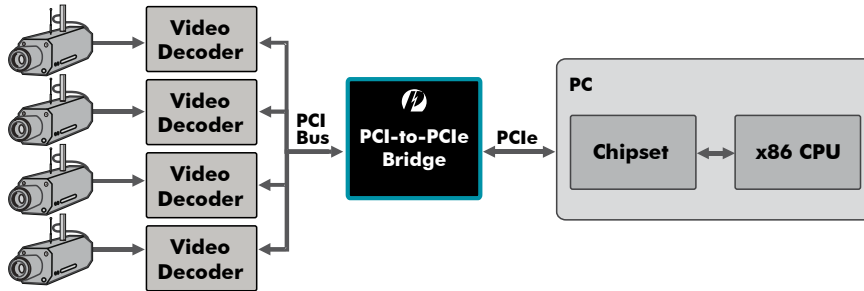 Video
Decoder
Video
Decoder
Video
Decoder
Video
Decoder
PCI
Bus
PCI-to-PCIe
Bridge
PCIe
PC
Chipset
x86 CPU